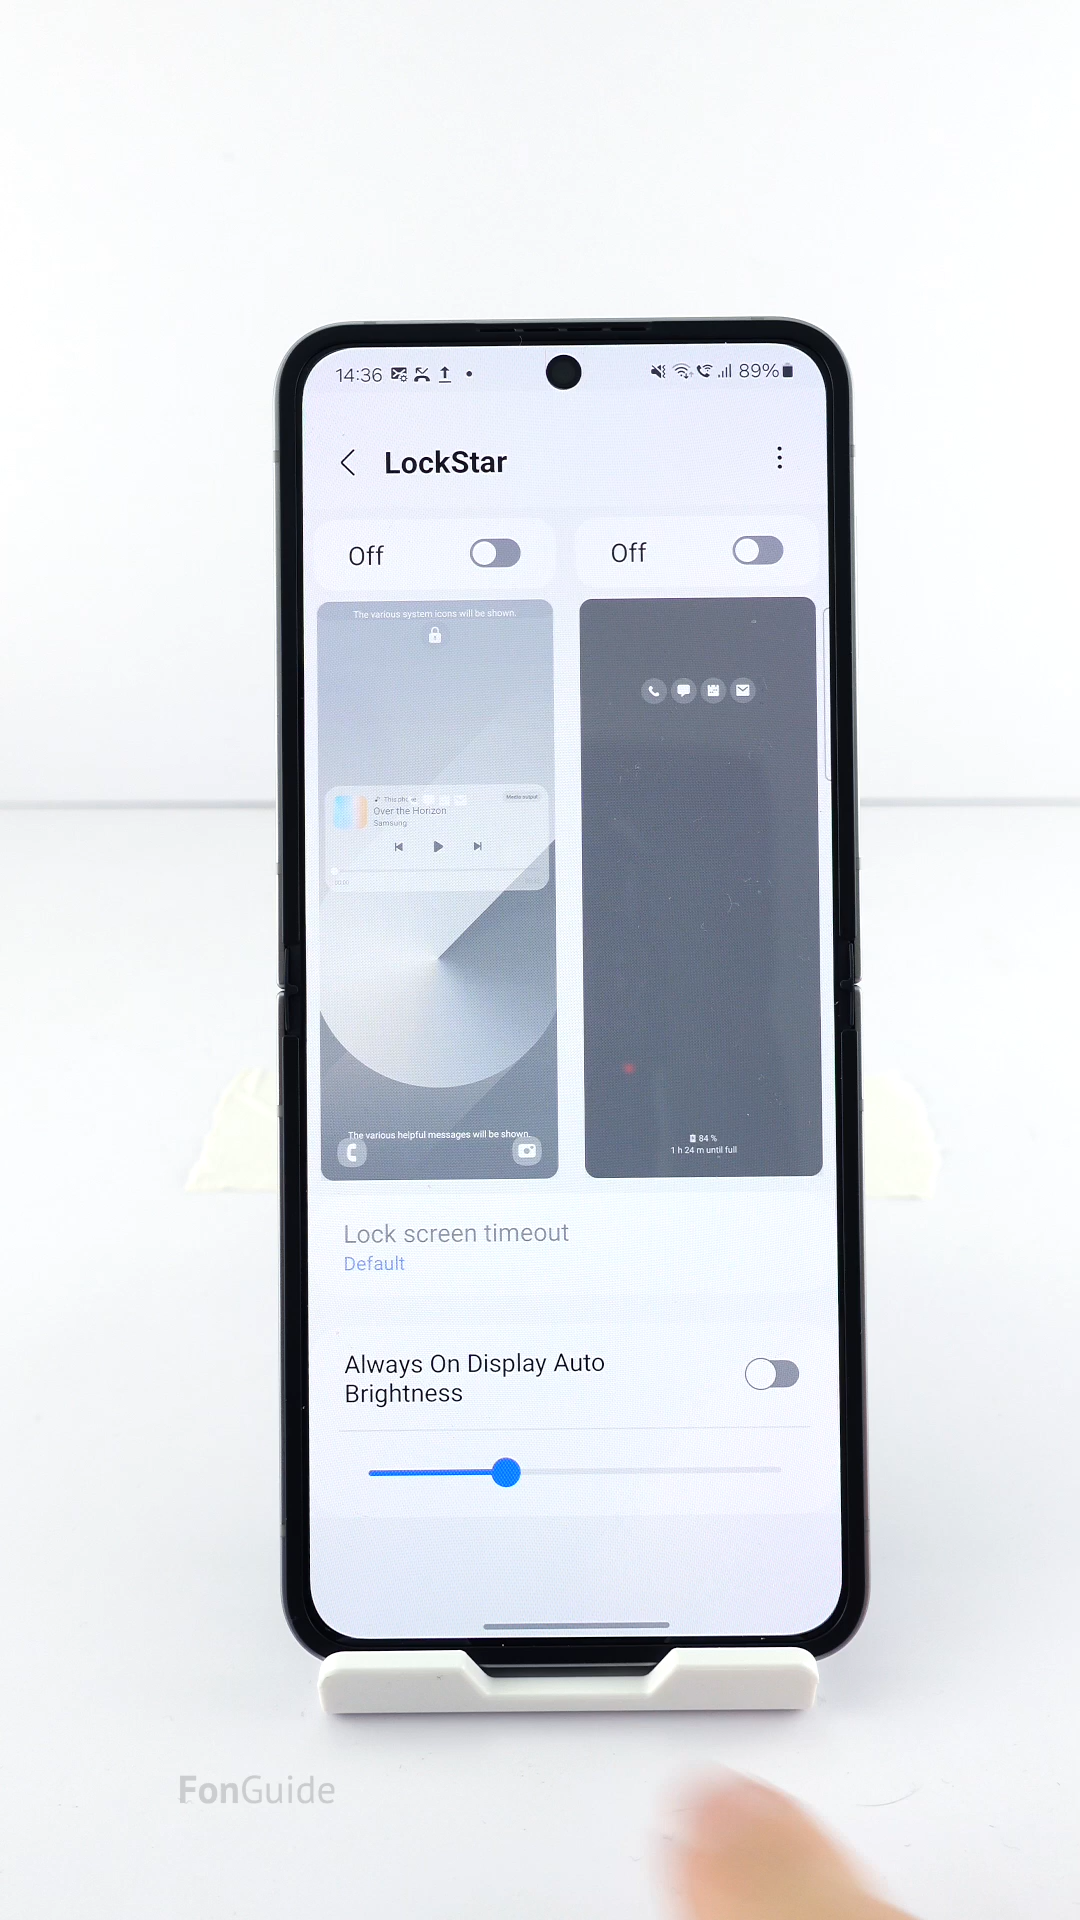 14:36
89%
LockStar
Off
Off
The various system icons will be shown.
Media output
Over the Horizon
Samsung
00:00
The various helpful messages will be shown.
84 %
1 h 24 m until full
Lock screen timeout
Default
Always On Display Auto
Brightness
FonGuide